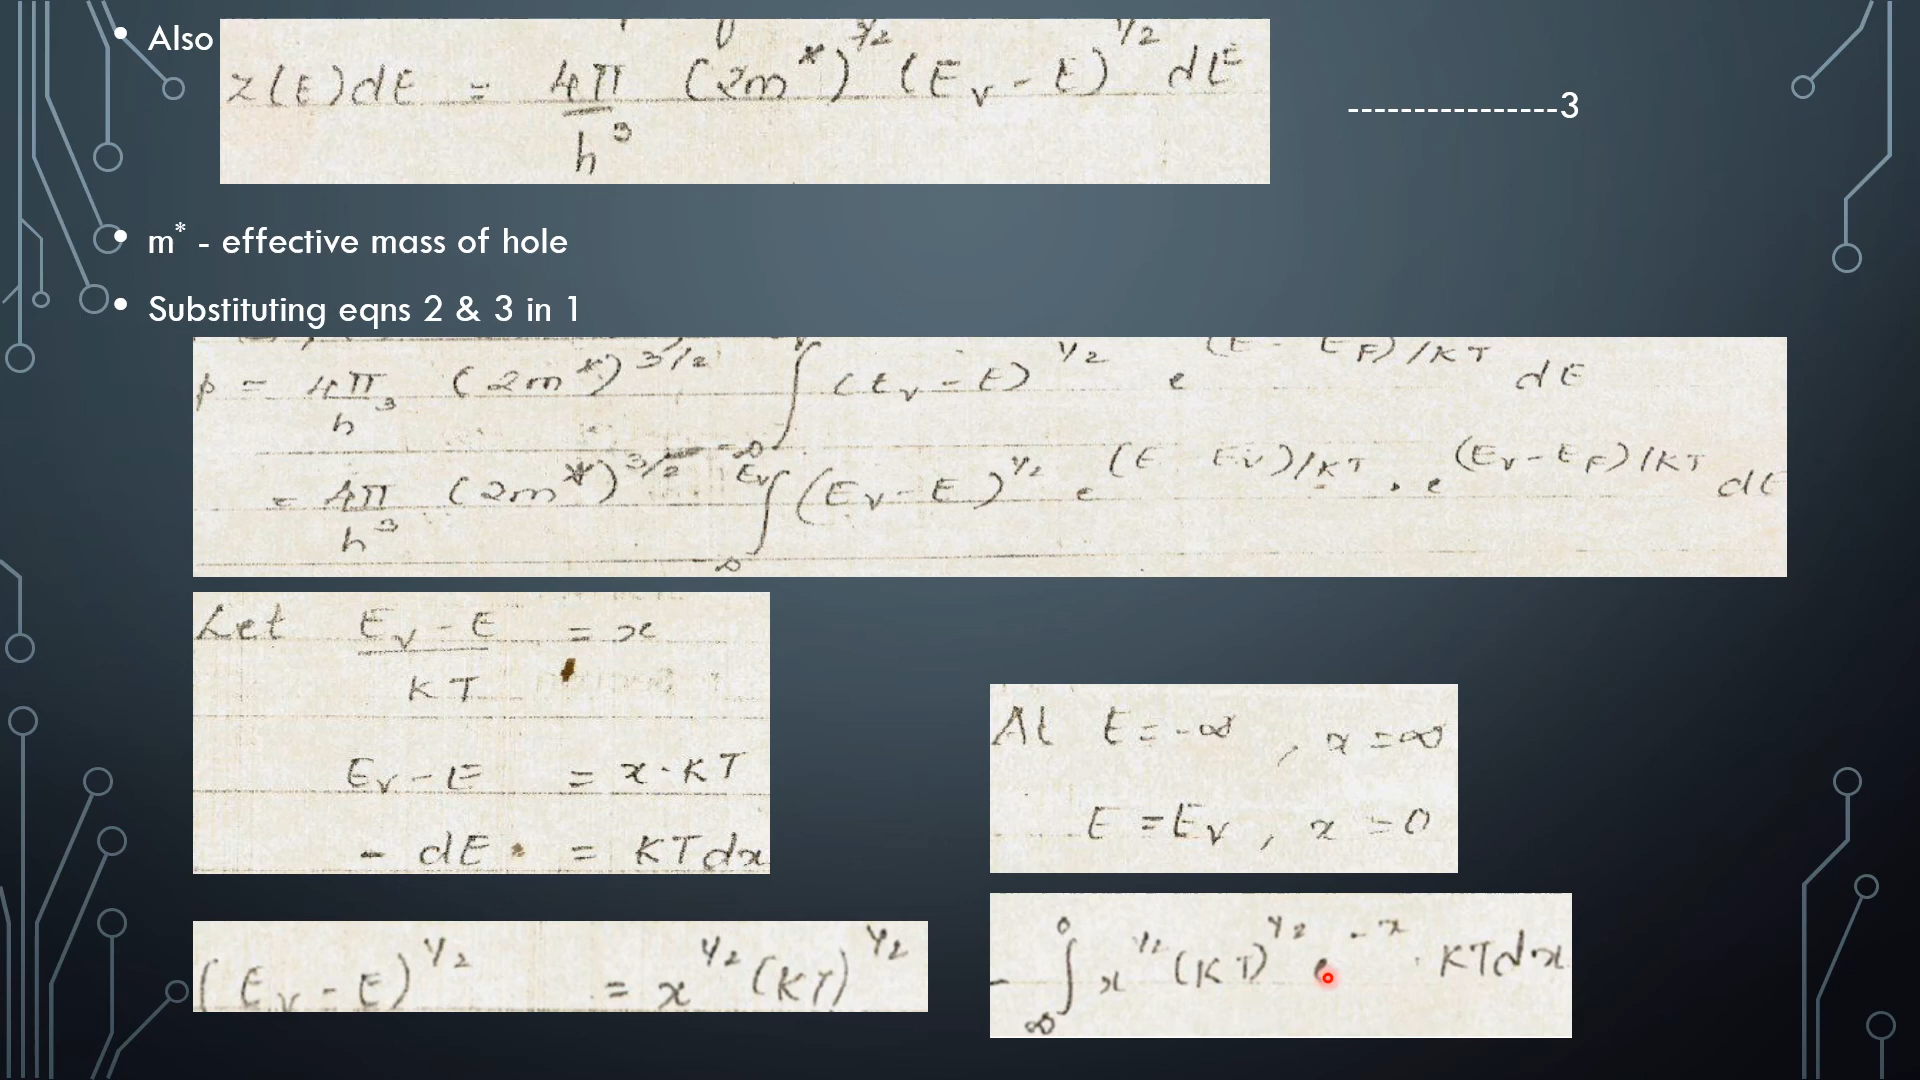 • Also z(E)dE = 4π/h³ (2m*)^3/2 (Eᵥ - E)^1/2 dE
----------------3
• m* - effective mass of hole
• Substituting eqns 2 & 3 in 1
p = 4π/h³ (2m*)^3/2 ∫ (Eᵥ - E)^1/2 e^(E - E_F)/KT dE
= 4π/h³ (2m*)^3/2 ∫ (Eᵥ - E)^1/2 e^(E Eᵥ)/KT . e^(Eᵥ - E_F)/KT dE
Let Eᵥ - E / KT = x
Eᵥ - E = x · KT
- dE = KTdx
At E = -∞ , x = ∞
E = Eᵥ , x = 0
(Eᵥ - E)^1/2 = x^1/2 (KT)^1/2
- ∫_∞^0 x^1/2 (KT)^1/2 e^-x · KTdx